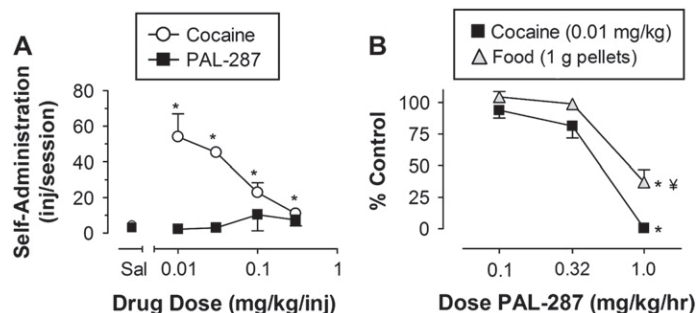 A
Cocaine
PAL-287
Self-Administration
(inj/session)
80
60
40
20
0
*
*
*
*
Sal
0.01
0.1
1
Drug Dose (mg/kg/inj)
B
Cocaine (0.01 mg/kg)
Food (1 g pellets)
% Control
100
75
50
25
0
* ¥
*
0.1
0.32
1.0
Dose PAL-287 (mg/kg/hr)